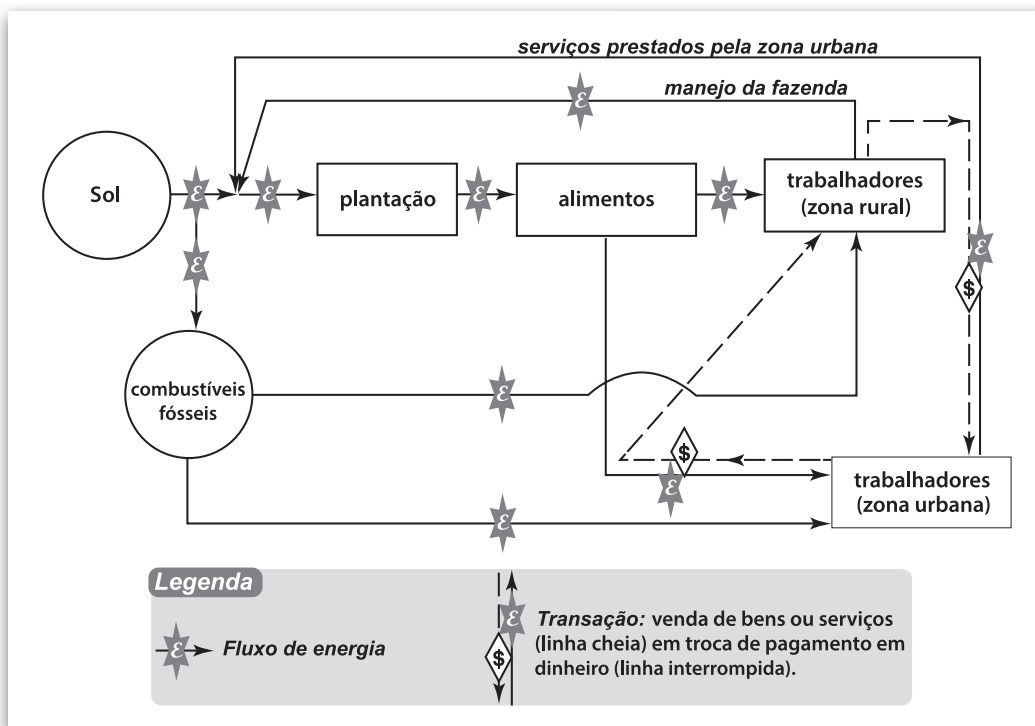 serviços prestados pela zona urbana
manejo da fazenda
ε
Sol
ε
ε
plantação
ε
alimentos
ε
trabalhadores
(zona rural)
ε
ε
$
combustíveis
fósseis
ε
$
ε
trabalhadores
(zona urbana)
ε
Legenda
ε
Fluxo de energia
ε
$
Transação: venda de bens ou serviços
(linha cheia) em troca de pagamento em
dinheiro (linha interrompida).